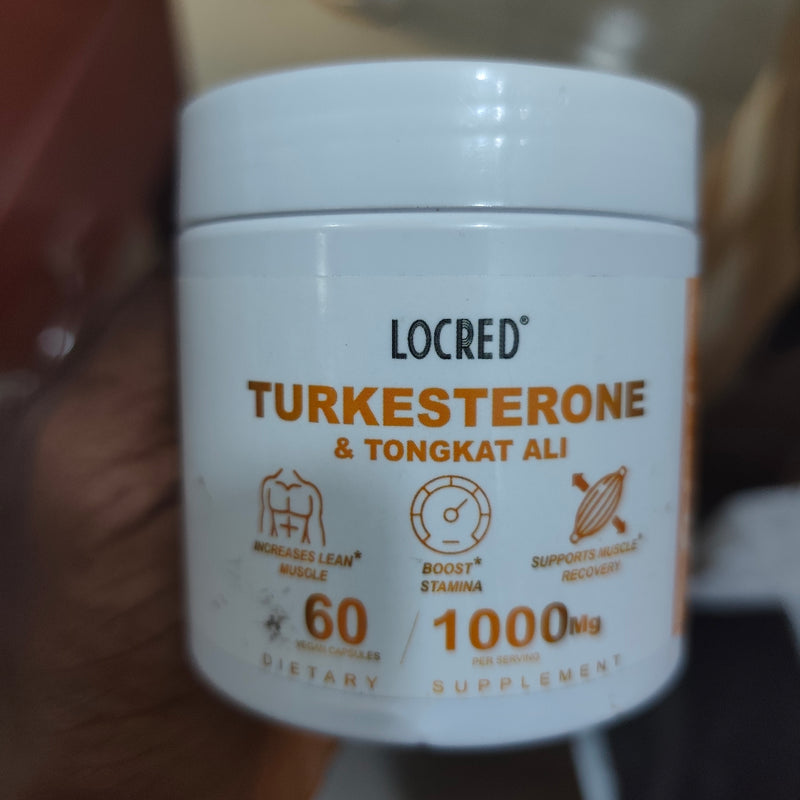 LOCRED®
TURKESTERONE
& TONGKAT ALI
INCREASES LEAN*
MUSCLE
BOOST*
STAMINA
SUPPORTS MUSCLE*
RECOVERY
60
VEGAN CAPSULES
1000Mg
PER SERVING
DIETARY SUPPLEMENT